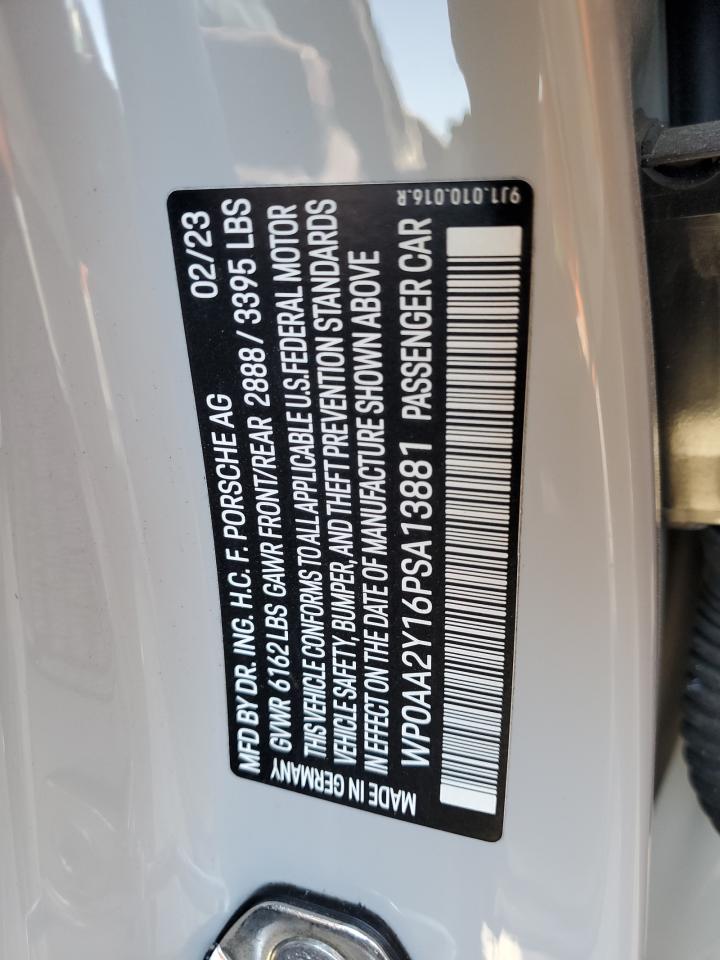 MFD BY DR. ING. H.C. F. PORSCHE AG 02/23
GVWR 6162 LBS GAWR FRONT/REAR 2888 / 3395 LBS
THIS VEHICLE CONFORMS TO ALL APPLICABLE U.S. FEDERAL MOTOR
VEHICLE SAFETY, BUMPER, AND THEFT PREVENTION STANDARDS
IN EFFECT ON THE DATE OF MANUFACTURE SHOWN ABOVE
WP0AA2Y16PSA13881 PASSENGER CAR
MADE IN GERMANY
9J1.010.016.R